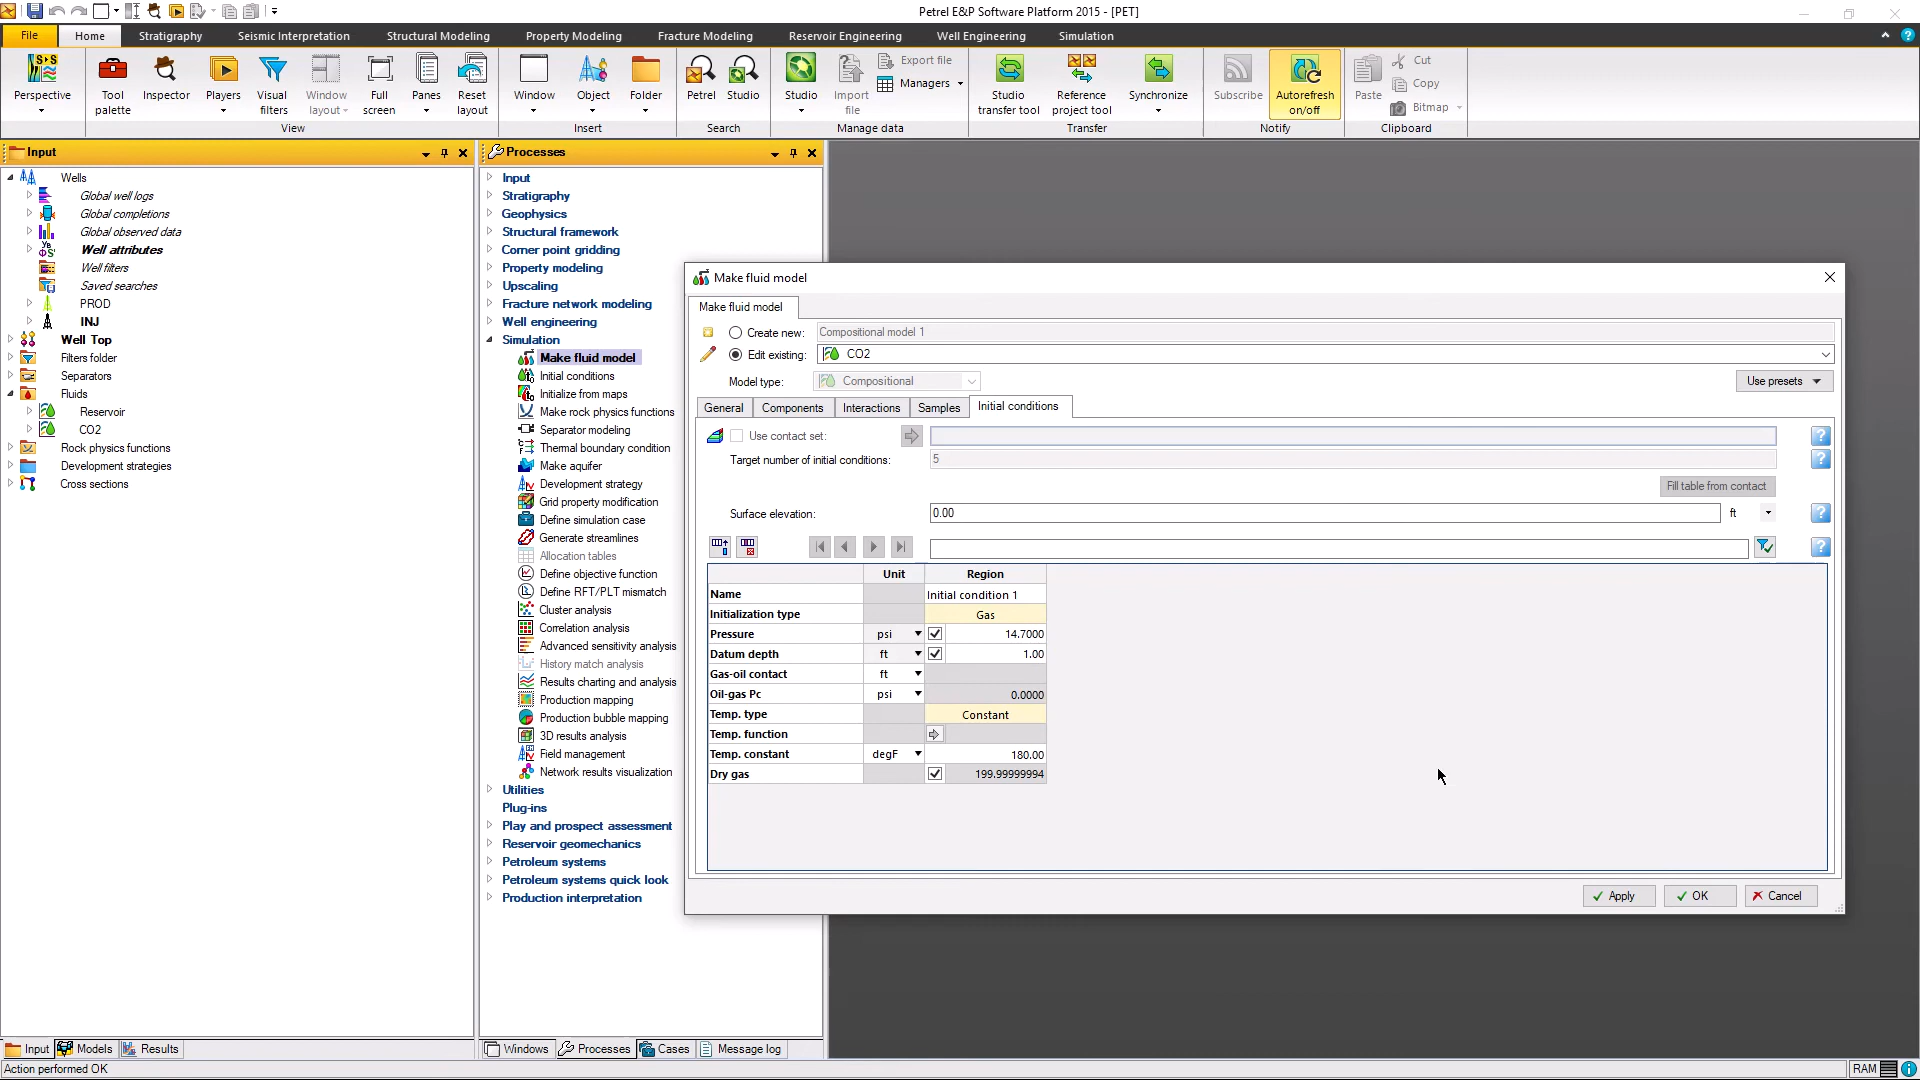 Petrel E&P Software Platform 2015 - [PET]
File
Home
Stratigraphy
Seismic Interpretation
Structural Modeling
Property Modeling
Fracture Modeling
Reservoir Engineering
Well Engineering
Simulation
Perspective
Tool palette
Inspector
Players
Visual filters
Window layout
Full screen
Panes
Reset layout
View
Window
Object
Folder
Insert
Petrel
Studio
Search
Studio
Import file
Export file
Managers
Manage data
Studio transfer tool
Reference project tool
Synchronize
Transfer
Subscribe
Autorefresh on/off
Notify
Paste
Cut
Copy
Bitmap
Clipboard
Input
Wells
Global well logs
Global completions
Global observed data
Well attributes
Well filters
Saved searches
PROD
INJ
Well Top
Filters folder
Separators
Fluids
Reservoir
CO2
Rock physics functions
Development strategies
Cross sections
Processes
Input
Stratigraphy
Geophysics
Structural framework
Corner point gridding
Property modeling
Upscaling
Fracture network modeling
Well engineering
Simulation
Make fluid model
Initial conditions
Initialize from maps
Make rock physics functions
Separator modeling
Thermal boundary condition
Make aquifer
Development strategy
Grid property modification
Define simulation case
Generate streamlines
Allocation tables
Define objective function
Define RFT/PLT mismatch
Cluster analysis
Correlation analysis
Advanced sensitivity analysis
History match analysis
Results charting and analysis
Production mapping
Production bubble mapping
3D results analysis
Field management
Network results visualization
Utilities
Plug-ins
Play and prospect assessment
Reservoir geomechanics
Petroleum systems
Petroleum systems quick look
Production interpretation
Make fluid model
Make fluid model
Create new: Compositional model 1
Edit existing: CO2
Model type: Compositional
Use presets
General
Components
Interactions
Samples
Initial conditions
Use contact set:
Target number of initial conditions: 5
Fill table from contact
Surface elevation: 0.00 ft
Unit Region
Name Initial condition 1
Initialization type Gas
Pressure psi 14.7000
Datum depth ft 1.00
Gas-oil contact ft
Oil-gas Pc psi 0.0000
Temp. type Constant
Temp. function
Temp. constant degF 180.00
Dry gas 199.99999994
Apply
OK
Cancel
Input
Models
Results
Windows
Processes
Cases
Message log
Action performed OK
RAM